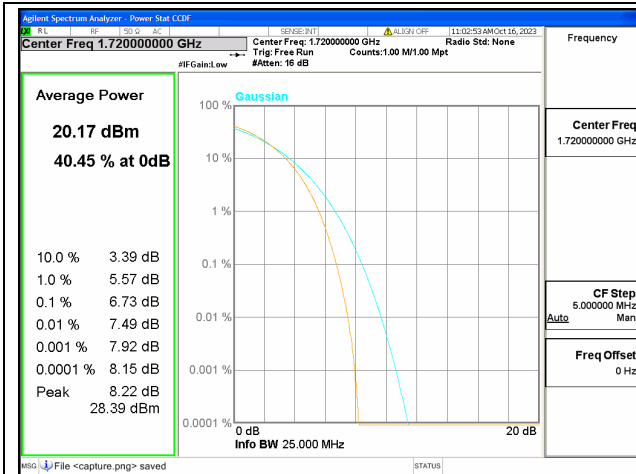 Agilent Spectrum Analyzer - Power Stat CCDF
RL RF 50 Ω AC SENSE:INT ALIGN OFF 11:02:53 AM Oct 16, 2023
Center Freq 1.720000000 GHz
Center Freq: 1.720000000 GHz Radio Std: None
Trig: Free Run Counts:1.00 M/1.00 Mpt
#IFGain:Low #Atten: 16 dB
Frequency
Average Power
20.17 dBm
40.45 % at 0dB
10.0 % 3.39 dB
1.0 % 5.57 dB
0.1 % 6.73 dB
0.01 % 7.49 dB
0.001 % 7.92 dB
0.0001 % 8.15 dB
Peak 8.22 dB
28.39 dBm
Gaussian
100 %
10 %
1 %
0.1 %
0.01 %
0.001 %
0.0001 %
0 dB 20 dB
Info BW 25.000 MHz
Center Freq
1.720000000 GHz
CF Step
5.000000 MHz
Auto Man
Freq Offset
0 Hz
MSG File <capture.png> saved STATUS